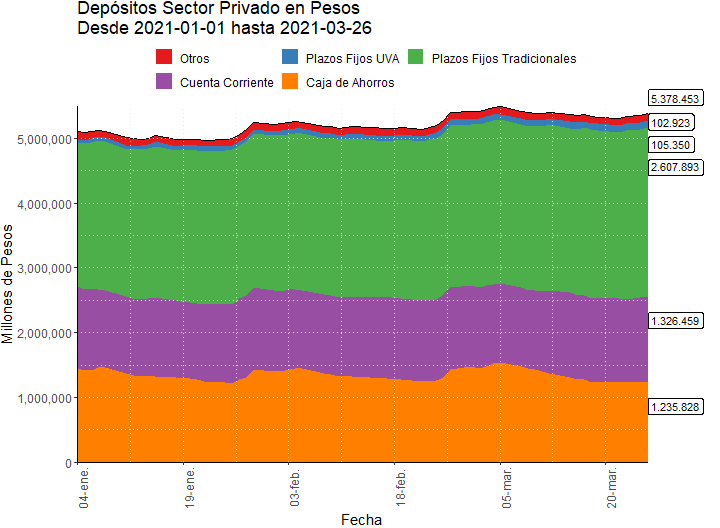 Depósitos Sector Privado en Pesos
Desde 2021-01-01 hasta 2021-03-26
Otros
Plazos Fijos UVA
Plazos Fijos Tradicionales
Cuenta Corriente
Caja de Ahorros
5.378.453
102.923
105.350
2.607.893
1.326.459
1.235.828
Millones de Pesos
5,000,000
4,000,000
3,000,000
2,000,000
1,000,000
0
04-ene.
19-ene.
03-feb.
18-feb.
05-mar.
20-mar.
Fecha